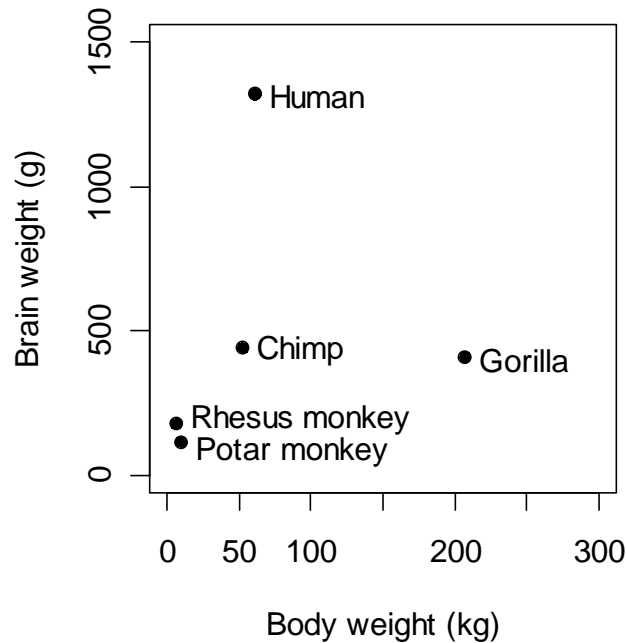 1500
Human
1000
Brain weight (g)
500
Chimp
Gorilla
Rhesus monkey
Potar monkey
0
0 50 100 200 300
Body weight (kg)